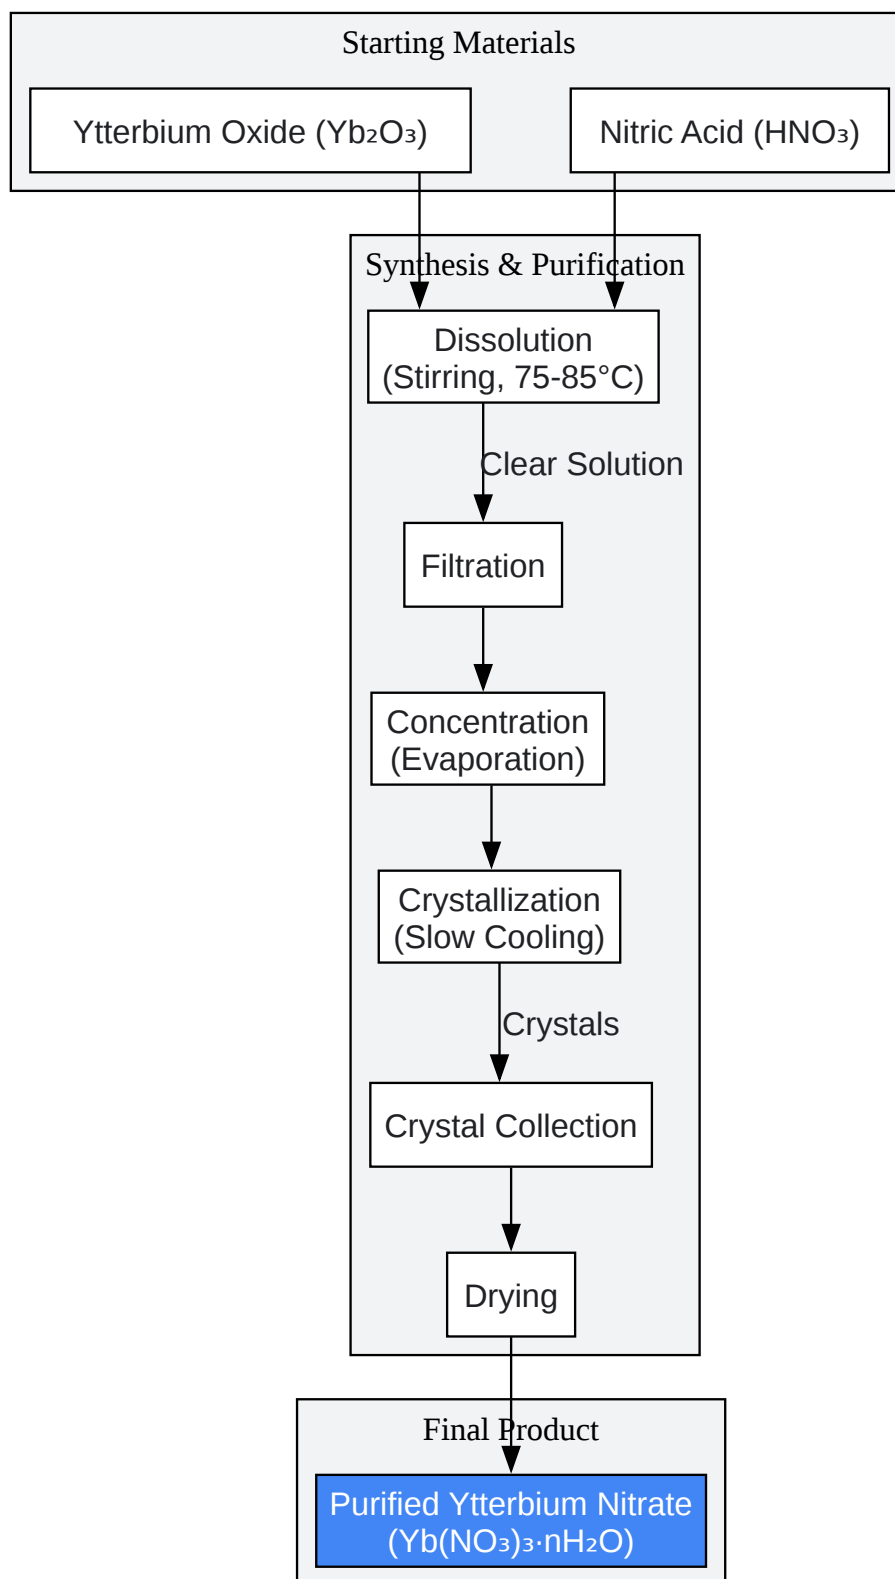 Starting Materials
Ytterbium Oxide (Yb₂O₃)
Nitric Acid (HNO₃)
Synthesis & Purification
Dissolution
(Stirring, 75-85°C)
Clear Solution
Filtration
Concentration
(Evaporation)
Crystallization
(Slow Cooling)
Crystals
Crystal Collection
Drying
Final Product
Purified Ytterbium Nitrate
(Yb(NO₃)₃·nH₂O)